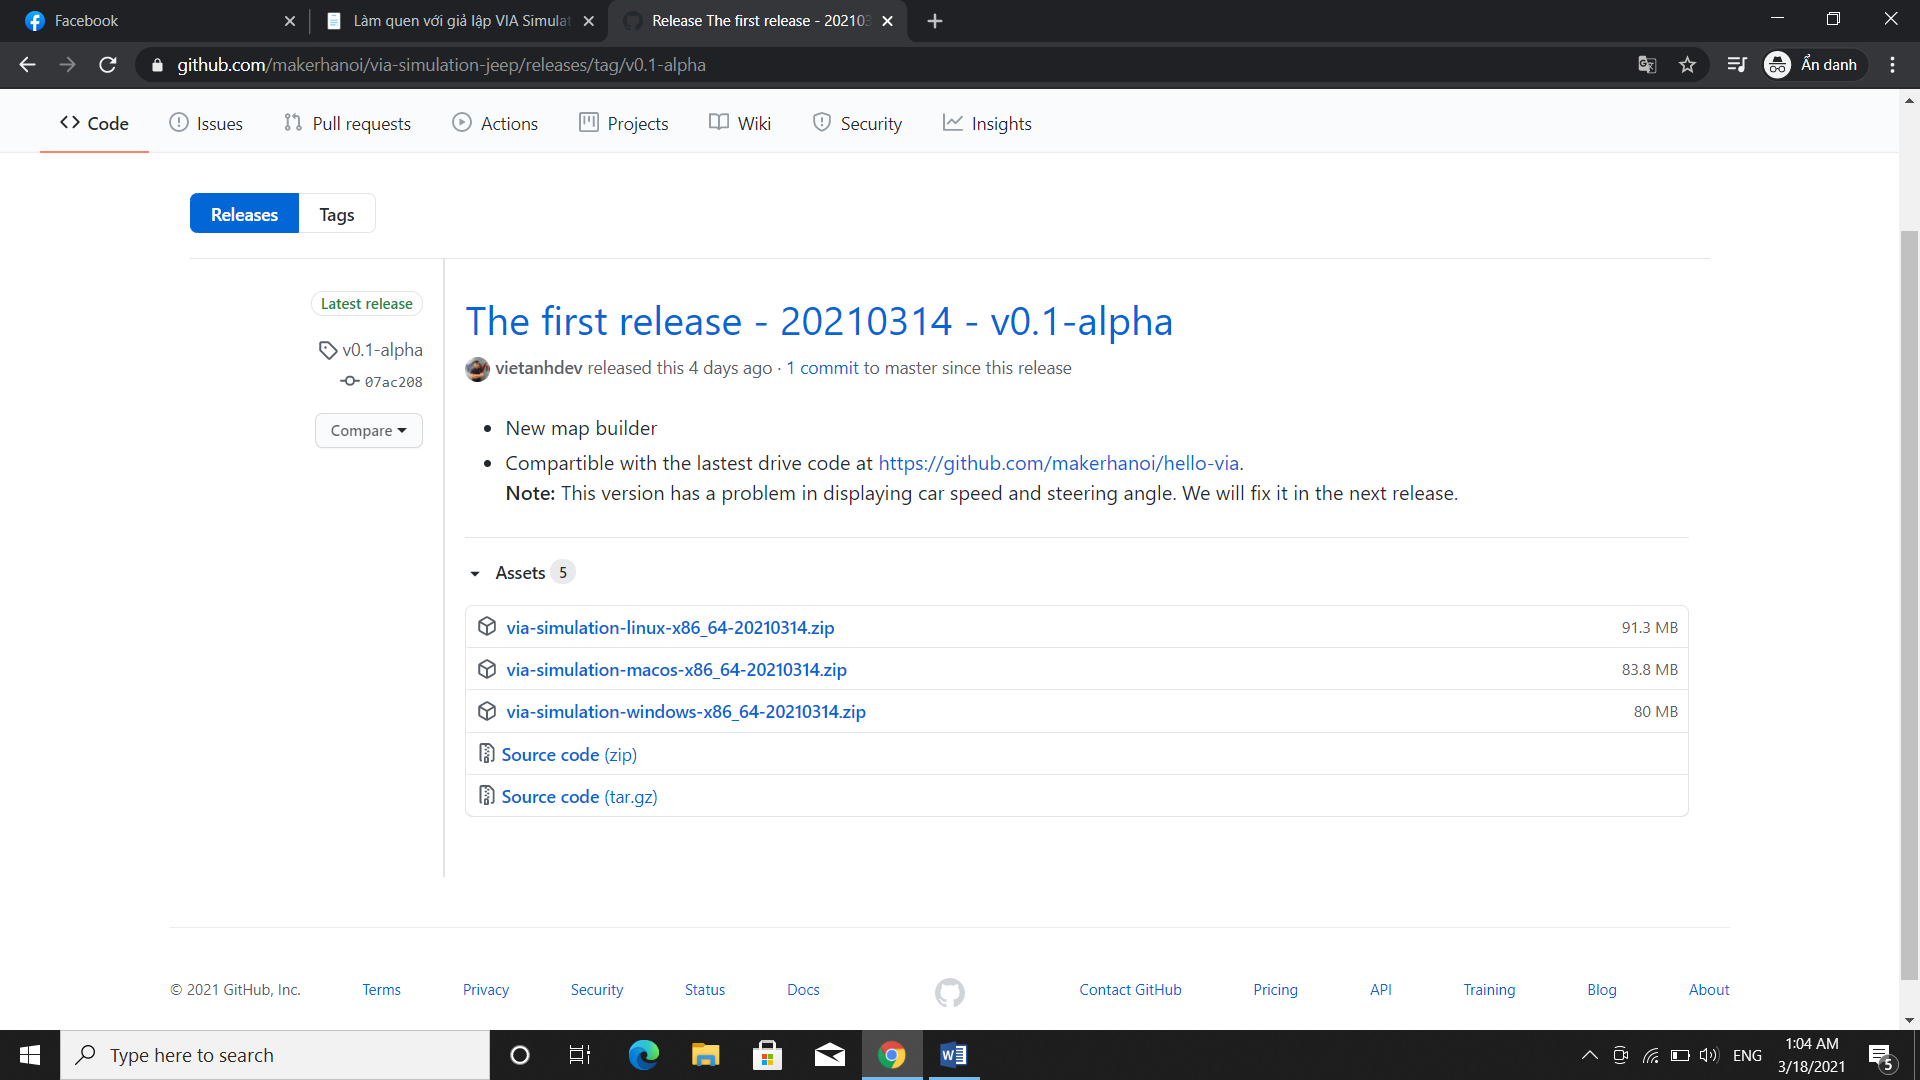 Facebook
Làm quen với giả lập VIA Simulat
Release The first release - 20210
github.com/makerhanoi/via-simulation-jeep/releases/tag/v0.1-alpha
Ẩn danh
Code
Issues
Pull requests
Actions
Projects
Wiki
Security
Insights
Releases
Tags
Latest release
v0.1-alpha
07ac208
Compare
The first release - 20210314 - v0.1-alpha
vietanhdev released this 4 days ago · 1 commit to master since this release
• New map builder
• Compartible with the lastest drive code at https://github.com/makerhanoi/hello-via.
Note: This version has a problem in displaying car speed and steering angle. We will fix it in the next release.
Assets 5
via-simulation-linux-x86_64-20210314.zip 91.3 MB
via-simulation-macos-x86_64-20210314.zip 83.8 MB
via-simulation-windows-x86_64-20210314.zip 80 MB
Source code (zip)
Source code (tar.gz)
© 2021 GitHub, Inc.
Terms
Privacy
Security
Status
Docs
Contact GitHub
Pricing
API
Training
Blog
About
Type here to search
ENG
1:04 AM
3/18/2021
5